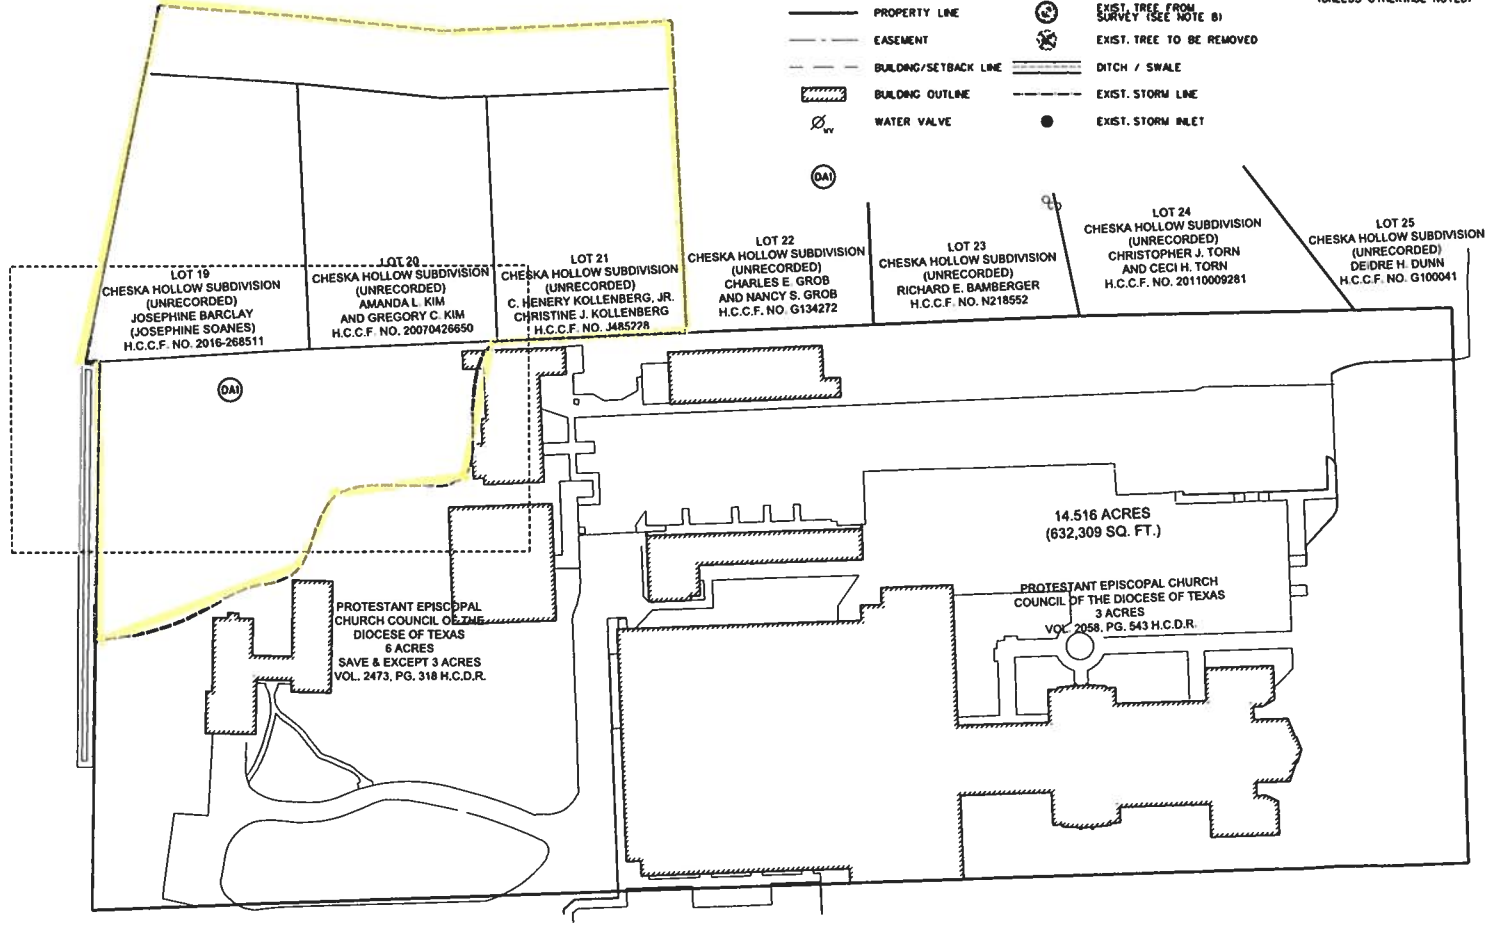 (UNLESS OTHERWISE NOTED)
PROPERTY LINE
EXIST. TREE FROM
SURVEY (SEE NOTE 8)
EASEMENT
EXIST. TREE TO BE REMOVED
BUILDING/SETBACK LINE
DITCH / SWALE
BUILDING OUTLINE
EXIST. STORM LINE
WV
WATER VALVE
EXIST. STORM INLET
DA1
LOT 19
CHESKA HOLLOW SUBDIVISION
(UNRECORDED)
JOSEPHINE BARCLAY
(JOSEPHINE SOANES)
H.C.C.F. NO. 2016-268511
LOT 20
CHESKA HOLLOW SUBDIVISION
(UNRECORDED)
AMANDA L. KIM
AND GREGORY C. KIM
H.C.C.F. NO. 20070426650
LOT 21
CHESKA HOLLOW SUBDIVISION
(UNRECORDED)
C. HENERY KOLLENBERG, JR.
CHRISTINE J. KOLLENBERG
H.C.C.F. NO. J485228
LOT 22
CHESKA HOLLOW SUBDIVISION
(UNRECORDED)
CHARLES E. GROB
AND NANCY S. GROB
H.C.C.F. NO. G134272
LOT 23
CHESKA HOLLOW SUBDIVISION
(UNRECORDED)
RICHARD E. BAMBERGER
H.C.C.F. NO. N218552
LOT 24
CHESKA HOLLOW SUBDIVISION
(UNRECORDED)
CHRISTOPHER J. TORN
AND CECI H. TORN
H.C.C.F. NO. 20110009281
LOT 25
CHESKA HOLLOW SUBDIVISION
(UNRECORDED)
DEIDRE H. DUNN
H.C.C.F. NO. G100041
DA1
14.516 ACRES
(632,309 SQ. FT.)
PROTESTANT EPISCOPAL CHURCH
COUNCIL OF THE DIOCESE OF TEXAS
3 ACRES
VOL. 2058, PG. 543 H.C.D.R.
PROTESTANT EPISCOPAL
CHURCH COUNCIL OF THE
DIOCESE OF TEXAS
6 ACRES
SAVE & EXCEPT 3 ACRES
VOL. 2473, PG. 318 H.C.D.R.